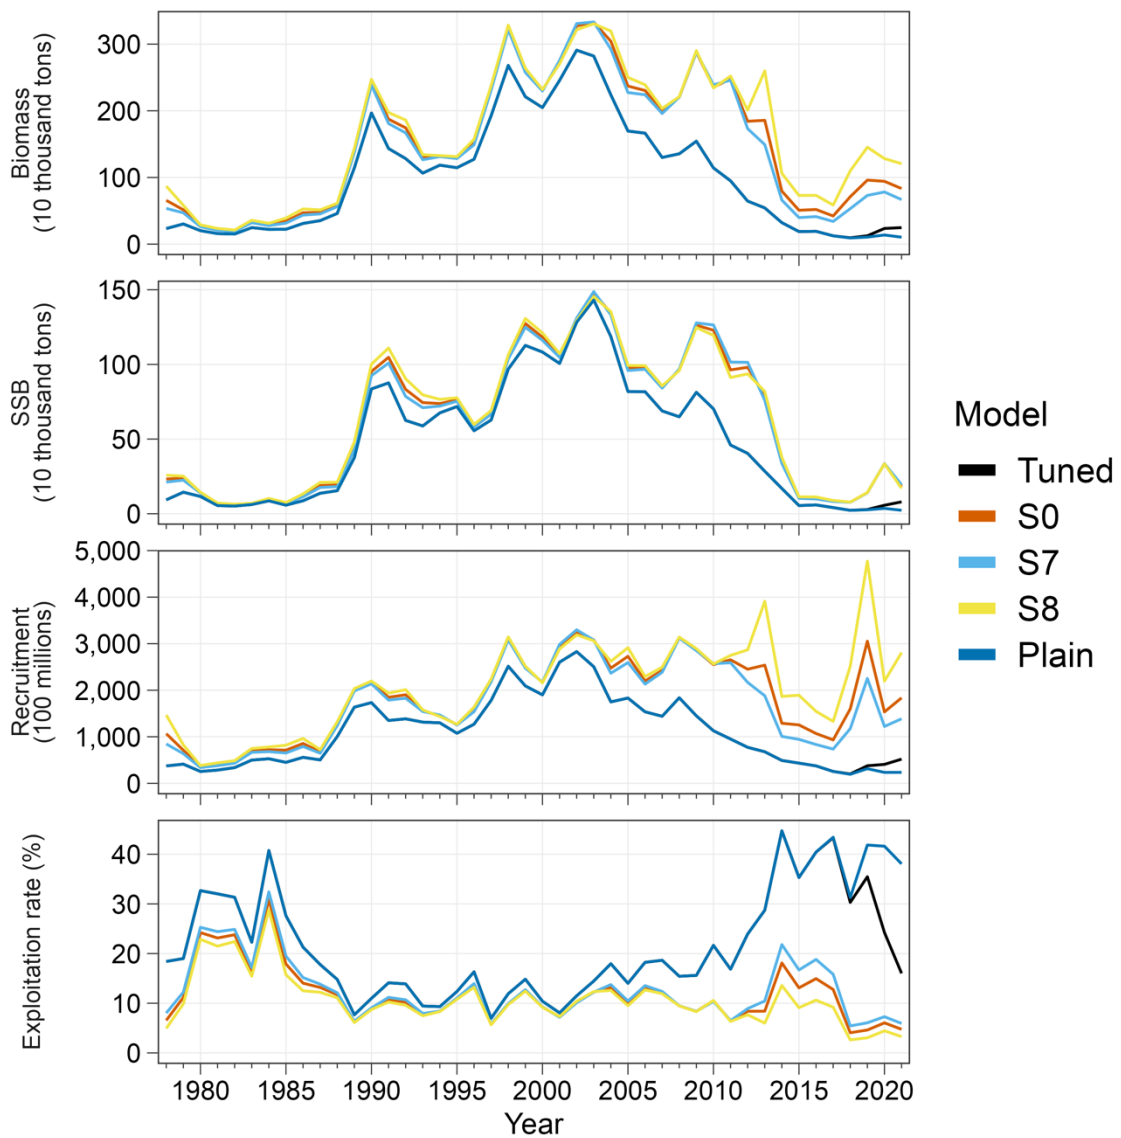 Biomass
(10 thousand tons)
300
200
100
0
SSB
(10 thousand tons)
150
100
50
0
Recruitment
(100 millions)
5,000
4,000
3,000
2,000
1,000
0
Exploitation rate (%)
40
30
20
10
0
1980 1985 1990 1995 2000 2005 2010 2015 2020
Year
Model
Tuned
S0
S7
S8
Plain